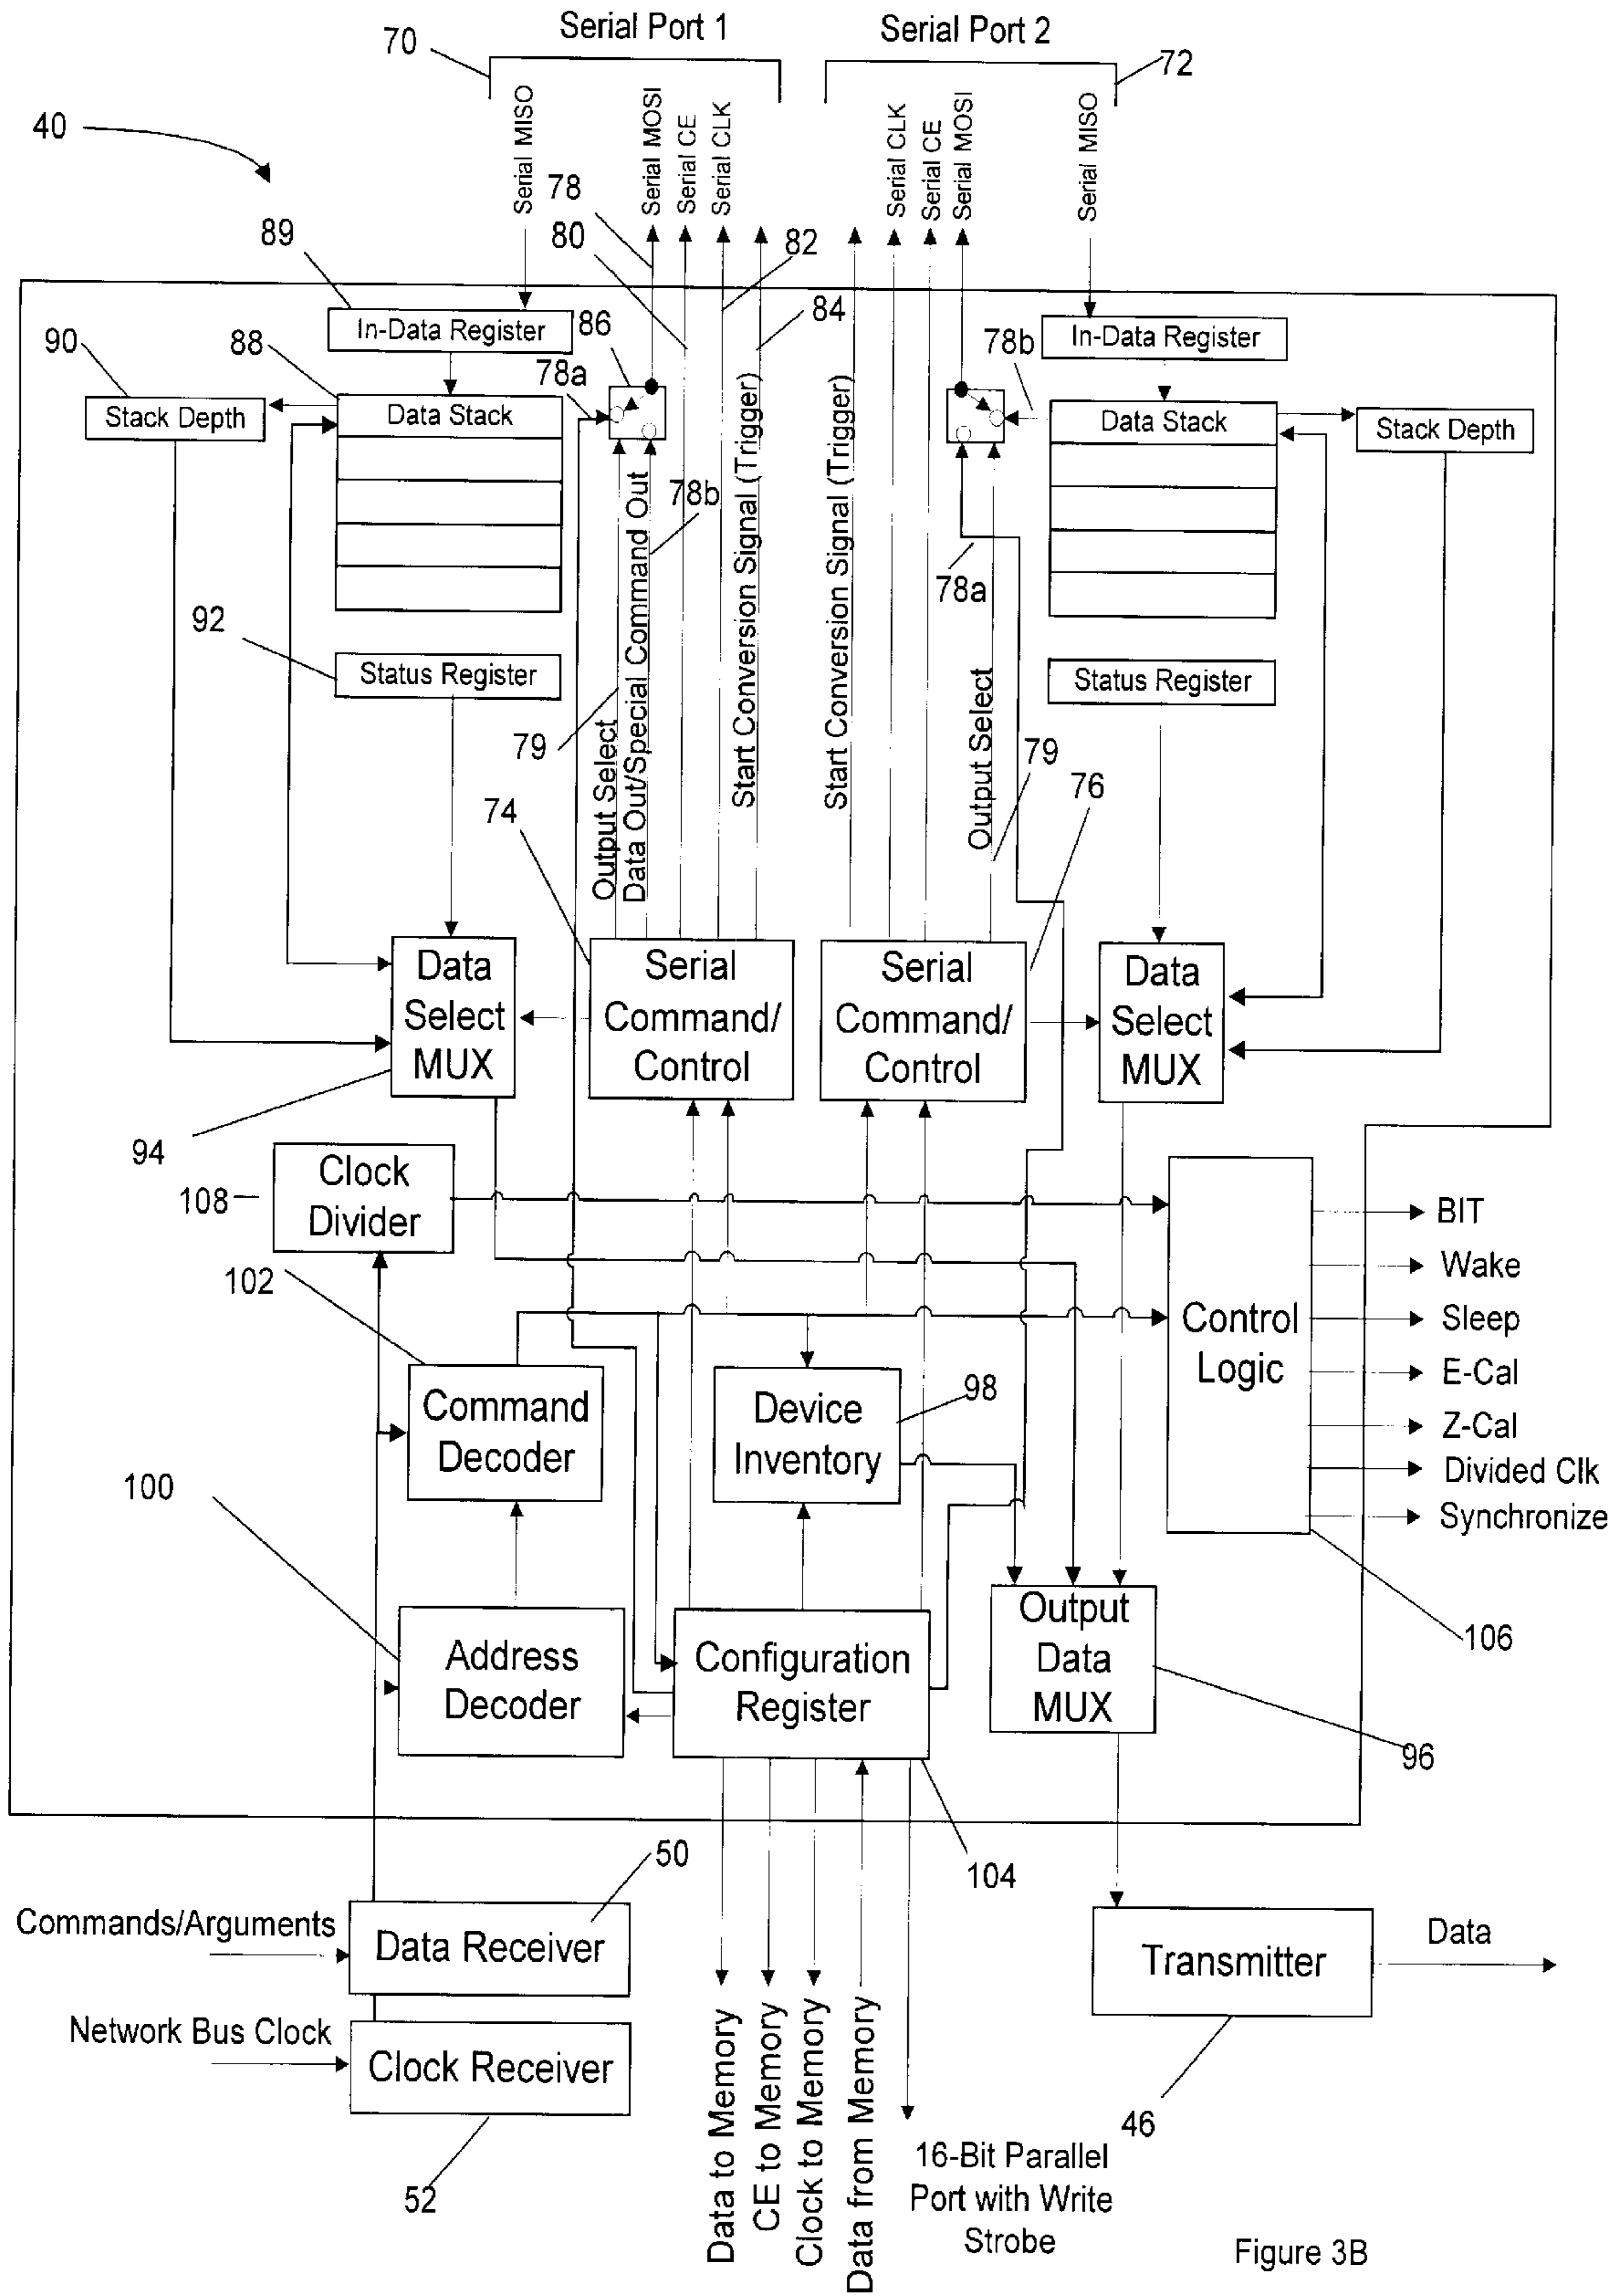 Serial Port 1
Serial Port 2
70
72
40
Serial MISO
Serial MOSI
Serial CE
Serial CLK
Serial CLK
Serial CE
Serial MOSI
Serial MISO
78
80
82
84
89
86
90
88
78a
78b
In-Data Register
In-Data Register
Stack Depth
Data Stack
Data Stack
Stack Depth
78b
78a
92
Status Register
Status Register
79
79
74
76
Output Select
Data Out/Special Command Out
Start Conversion Signal (Trigger)
Start Conversion Signal (Trigger)
Output Select
Data
Select
MUX
Serial
Command/
Control
Serial
Command/
Control
Data
Select
MUX
94
108
Clock
Divider
102
Command
Decoder
Device
Inventory
98
Control
Logic
BIT
Wake
Sleep
E-Cal
Z-Cal
Divided Clk
Synchronize
100
Address
Decoder
Configuration
Register
Output
Data
MUX
106
96
104
50
Commands/Arguments
Data Receiver
Network Bus Clock
Clock Receiver
52
Transmitter
Data
46
Data to Memory
CE to Memory
Clock to Memory
Data from Memory
16-Bit Parallel
Port with Write
Strobe
Figure 3B